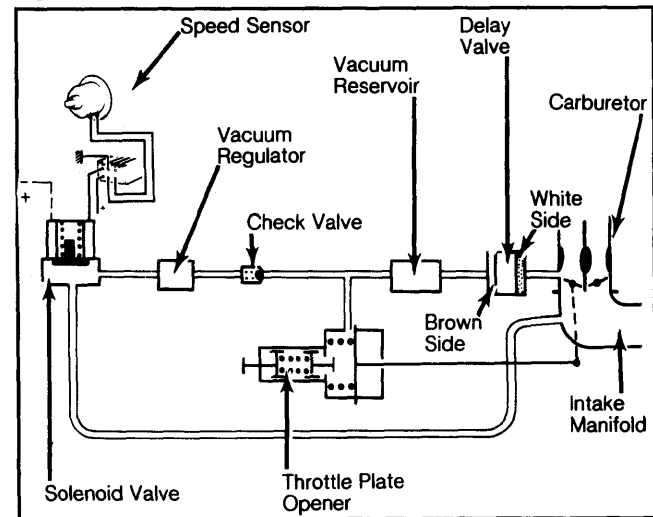 Speed Sensor
Delay
Valve
Vacuum
Reservoir
Carburetor
Vacuum
Regulator
White
Side
Check Valve
+
+
Brown
Side
Intake
Manifold
Throttle Plate
Opener
Solenoid Valve